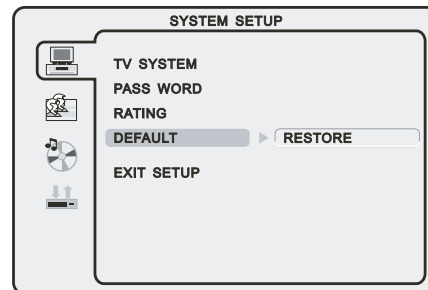 SYSTEM SETUP
TV SYSTEM
PASS WORD
RATING
DEFAULT RESTORE
EXIT SETUP